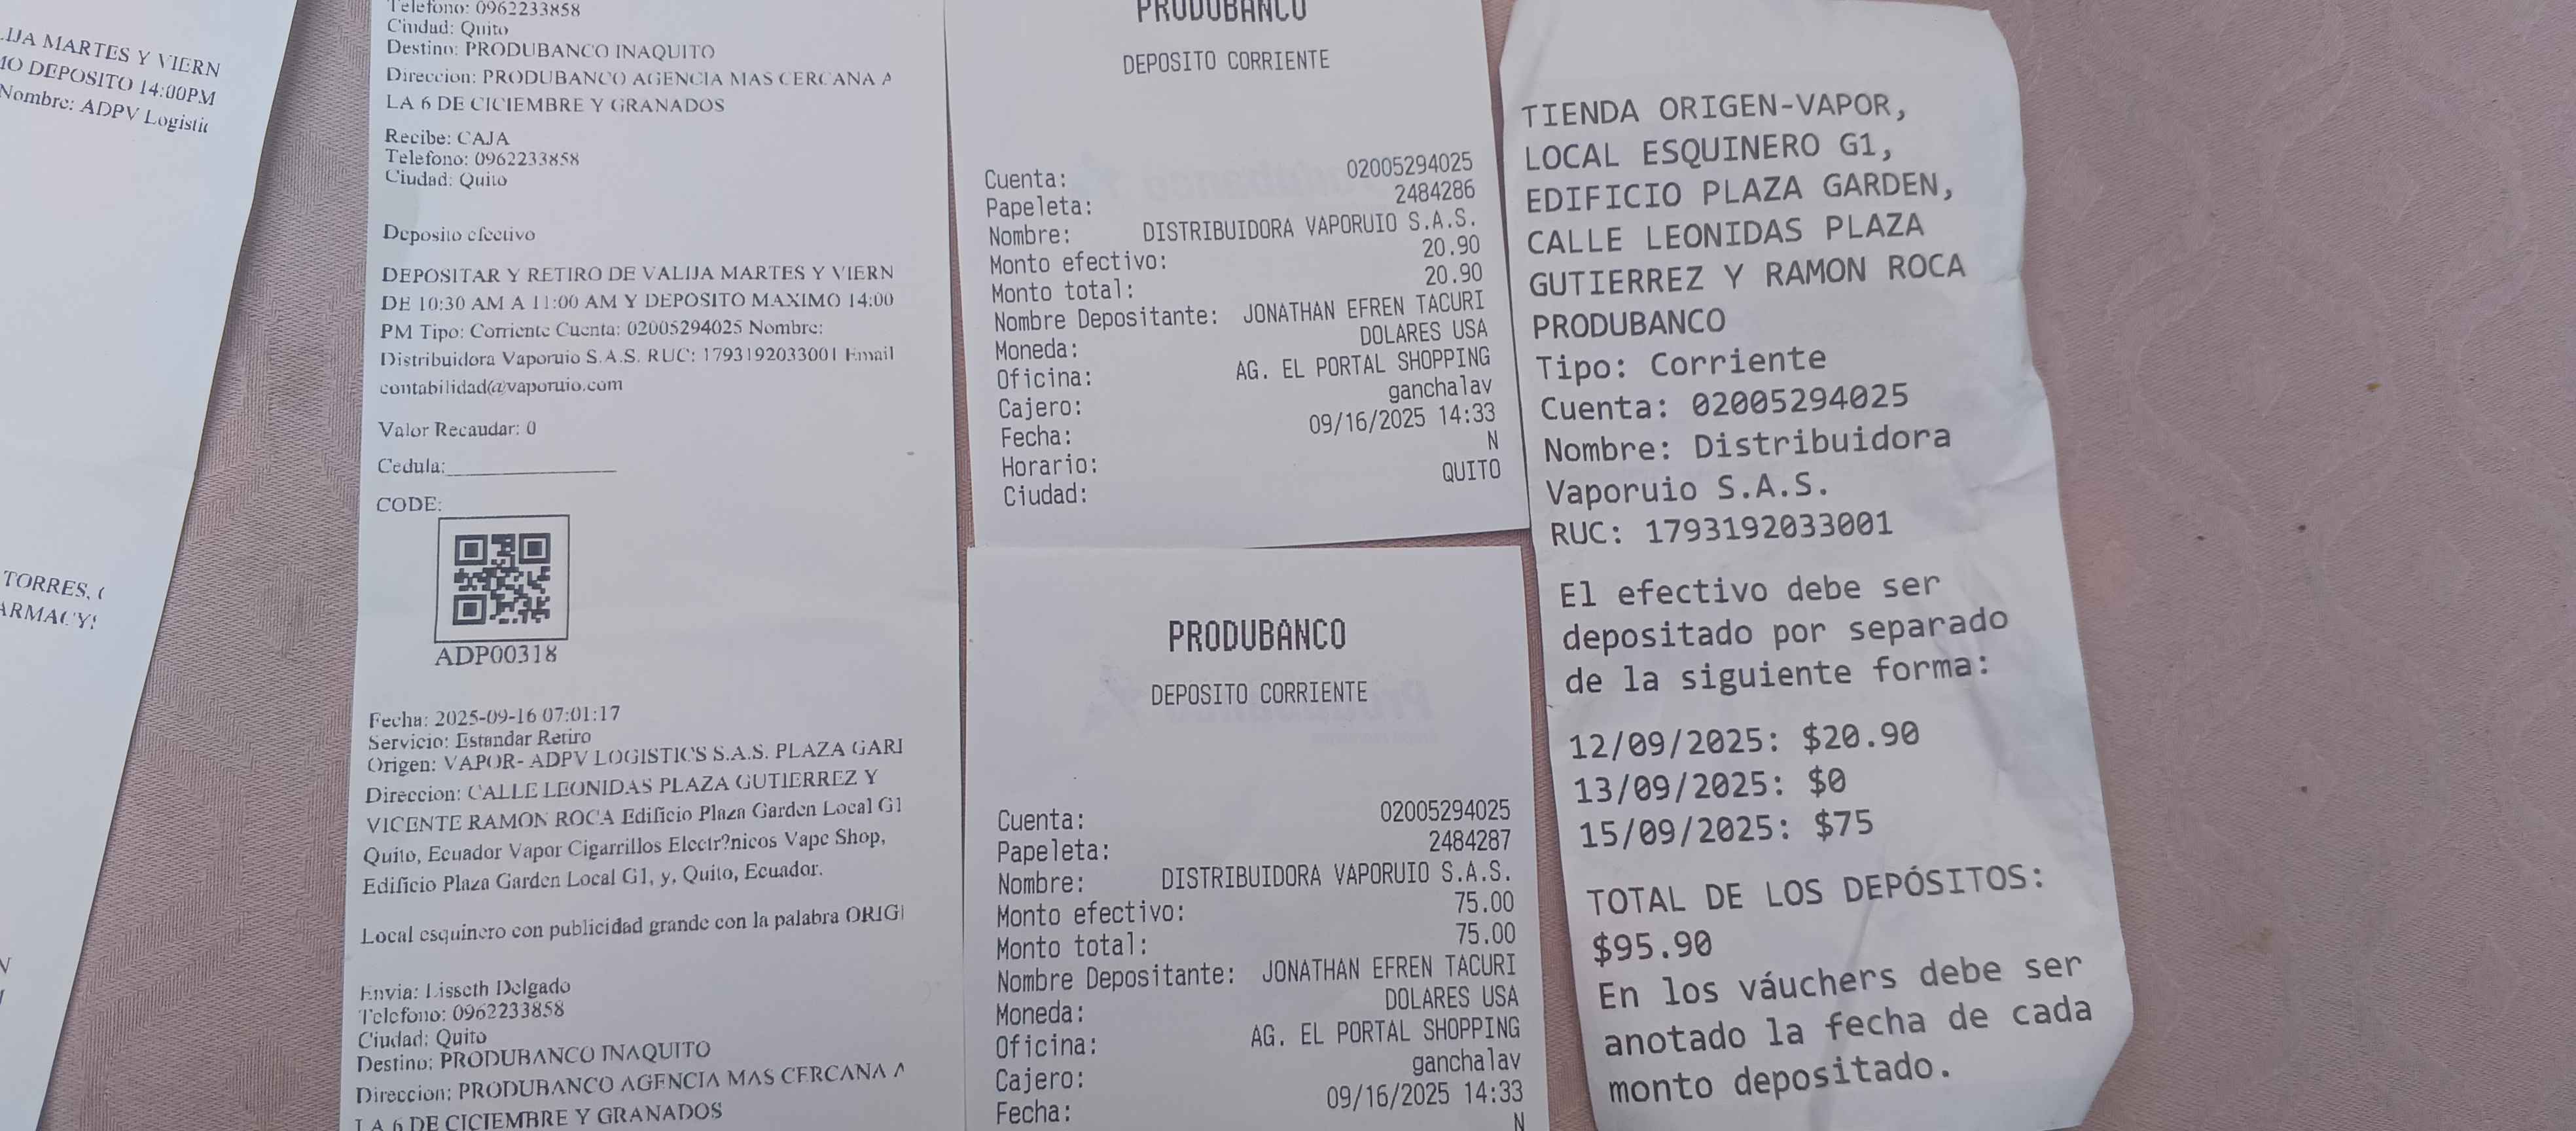 LIJA MARTES Y VIERN
MO DEPOSITO 14:00PM
Nombre: ADPV Logistic
TORRES, (
ARMACYS
Telefono: 0962233858
Ciudad: Quito
Destino: PRODUBANCO INAQUITO
Direccion: PRODUBANCO AGENCIA MAS CERCANA A
LA 6 DE CICIEMBRE Y GRANADOS
Recibe: CAJA
Telefono: 0962233858
Ciudad: Quito
Deposito efectivo
DEPOSITAR Y RETIRO DE VALIJA MARTES Y VIERN
DE 10:30 AM A 11:00 AM Y DEPOSITO MAXIMO 14:00
PM Tipo: Corriente Cuenta: 02005294025 Nombre:
Distribuidora Vaporuio S.A.S. RUC: 1793192033001 Email
contabilidad@vaporuio.com
Valor Recaudar: 0
Cedula:_______________
CODE:
ADP00318
Fecha: 2025-09-16 07:01:17
Servicio: Estandar Retiro
Origen: VAPOR- ADPV LOGISTICS S.A.S. PLAZA GARI
Direccion: CALLE LEONIDAS PLAZA GUTIERREZ Y
VICENTE RAMON ROCA Edificio Plaza Garden Local G1
Quito, Ecuador Vapor Cigarrillos Electr?nicos Vape Shop,
Edificio Plaza Garden Local G1, y, Quito, Ecuador.
Local esquinero con publicidad grande con la palabra ORIGI
Envia: Lisseth Delgado
Telefono: 0962233858
Ciudad: Quito
Destino: PRODUBANCO INAQUITO
Direccion: PRODUBANCO AGENCIA MAS CERCANA A
LA 6 DE CICIEMBRE Y GRANADOS
PRODUBANCO
DEPOSITO CORRIENTE
Cuenta: 02005294025
Papeleta: 2484286
Nombre: DISTRIBUIDORA VAPORUIO S.A.S.
Monto efectivo: 20.90
Monto total: 20.90
Nombre Depositante: JONATHAN EFREN TACURI
Moneda: DOLARES USA
Oficina: AG. EL PORTAL SHOPPING
Cajero: ganchalav
Fecha: 09/16/2025 14:33
Horario: N
Ciudad: QUITO
PRODUBANCO
DEPOSITO CORRIENTE
Cuenta: 02005294025
Papeleta: 2484287
Nombre: DISTRIBUIDORA VAPORUIO S.A.S.
Monto efectivo: 75.00
Monto total: 75.00
Nombre Depositante: JONATHAN EFREN TACURI
Moneda: DOLARES USA
Oficina: AG. EL PORTAL SHOPPING
Cajero: ganchalav
Fecha: 09/16/2025 14:33
N
TIENDA ORIGEN-VAPOR,
LOCAL ESQUINERO G1,
EDIFICIO PLAZA GARDEN,
CALLE LEONIDAS PLAZA
GUTIERREZ Y RAMON ROCA
PRODUBANCO
Tipo: Corriente
Cuenta: 02005294025
Nombre: Distribuidora
Vaporuio S.A.S.
RUC: 1793192033001
El efectivo debe ser
depositado por separado
de la siguiente forma:
12/09/2025: $20.90
13/09/2025: $0
15/09/2025: $75
TOTAL DE LOS DEPÓSITOS:
$95.90
En los váuchers debe ser
anotado la fecha de cada
monto depositado.